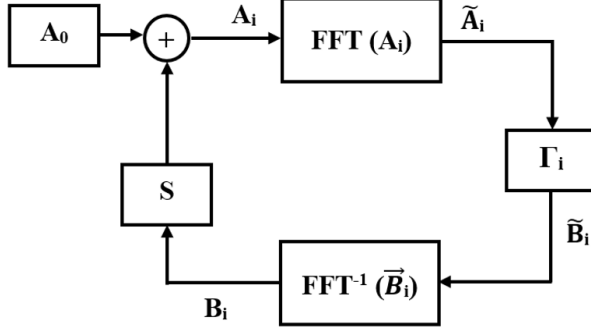 A₀
+
Aᵢ
FFT (Aᵢ)
Ãᵢ
Γᵢ
B̃ᵢ
FFT⁻¹ (B⃗ᵢ)
Bᵢ
S